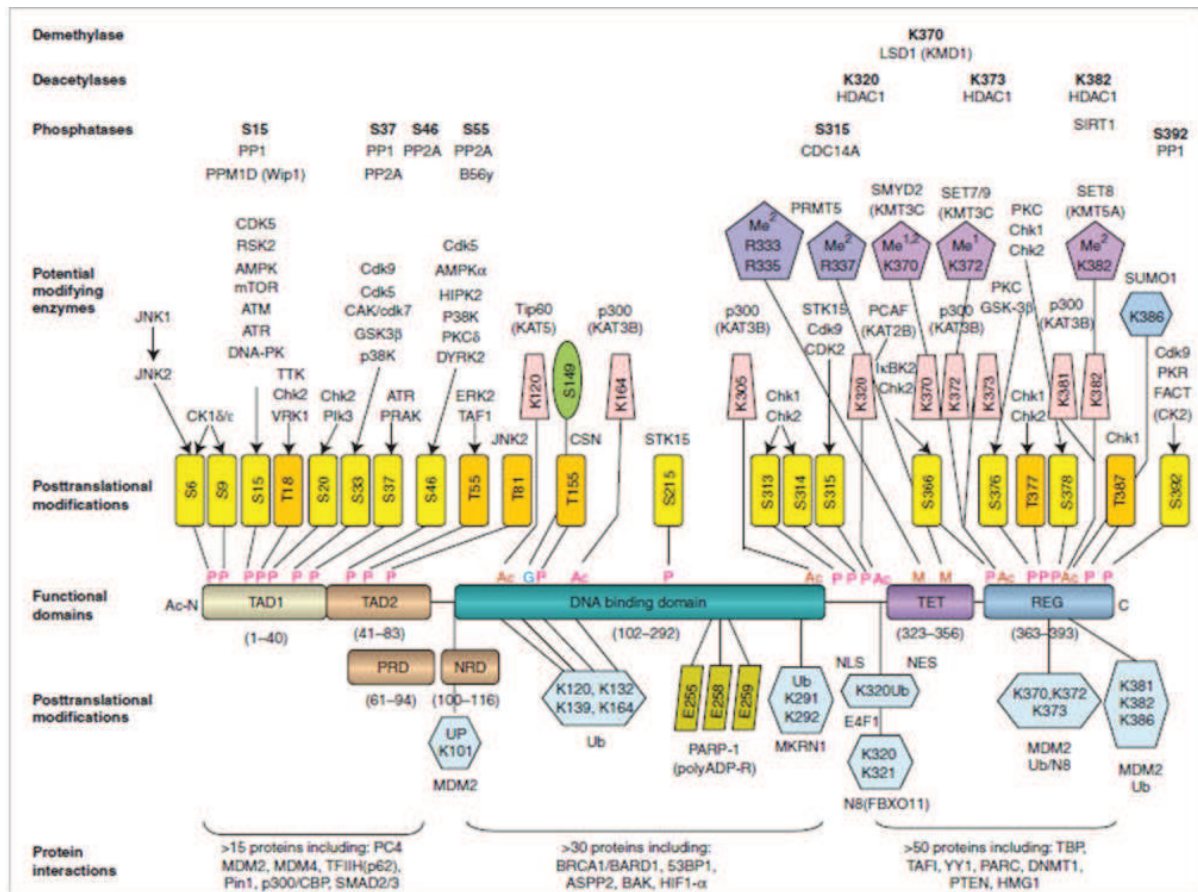 Demethylase
K370
LSD1 (KMD1)
Deacetylases
K320
HDAC1
K373
HDAC1
K382
HDAC1
SIRT1
Phosphatases
S15
PP1
PPM1D (Wip1)
S37
PP1
PP2A
S46
PP2A
S55
PP2A
B56y
S315
CDC14A
S392
PP1
Potential
modifying
enzymes
JNK1
JNK2
CK1δ/ε
CDK5
RSK2
AMPK
mTOR
ATM
ATR
DNA-PK
TTK
Chk2
VRK1
Chk2
Plk3
Cdk9
Cdk5
CAK/cdk7
GSK3β
p38K
ATR
PRAK
Cdk5
AMPKα
HIPK2
P38K
PKCδ
DYRK2
ERK2
TAF1
JNK2
Tip60
(KAT5)
K120
S149
CSN
p300
(KAT3B)
K164
STK15
p300
(KAT3B)
K305
Chk1
Chk2
STK15
Cdk9
CDK2
Me2
R333
R335
PRMT5
Me2
R337
PCAF
(KAT2B)
K320
IκBK2
Chk2
SMYD2
(KMT3C)
Me1,2
K370
SET7/9
(KMT3C
Me1
K372
p300
(KAT3B)
K370
K372
K373
PKC
Chk1
Chk2
PKC
GSK-3β
Chk1
Chk2
SET8
(KMT5A)
Me2
K382
p300
(KAT3B)
K381
K382
SUMO1
K386
Chk1
Cdk9
PKR
FACT
(CK2)
Posttranslational
modifications
S6
S9
S15
T18
S20
S33
S37
S46
T55
T81
T155
S215
S313
S314
S315
S366
S376
T377
S378
T387
S392
P P P P P P P P P P Ac G P Ac P Ac P P P Ac M M P Ac P P P Ac P P
Functional
domains
Ac-N
TAD1
TAD2
DNA binding domain
TET
REG
C
(1–40)
(41–83)
(102–292)
(323–356)
(363–393)
Posttranslational
modifications
PRD
(61–94)
NRD
(100–116)
UP
K101
MDM2
K120, K132
K139, K164
Ub
E255
E258
E259
PARP-1
(polyADP-R)
Ub
K291
K292
MKRN1
NLS
NES
K320Ub
E4F1
K320
K321
N8(FBXO11)
K370,K372
K373
MDM2
Ub/N8
K381
K382
K386
MDM2
Ub
Protein
interactions
>15 proteins including: PC4
MDM2, MDM4, TFIIH(p62),
Pin1, p300/CBP, SMAD2/3
>30 proteins including:
BRCA1/BARD1, 53BP1,
ASPP2, BAK, HIF1-α
>50 proteins including: TBP,
TAFI, YY1, PARC, DNMT1,
PTEN, HMG1